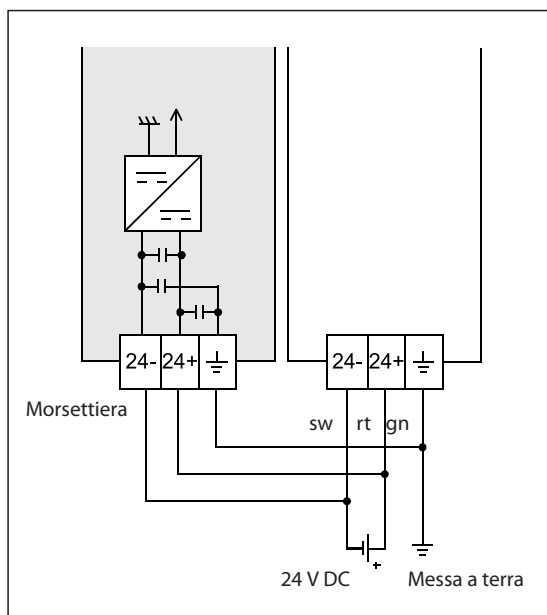 24- 24+
24- 24+
Morsettiera
sw rt gn
+
24 V DC
Messa a terra